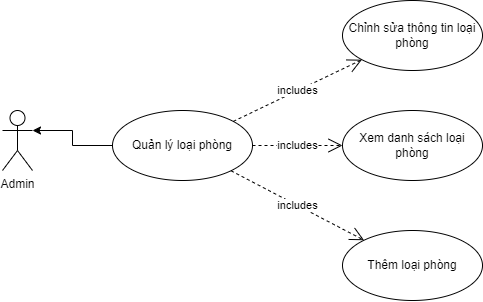 Chỉnh sửa thông tin loại
phòng
includes
Admin
Quản lý loại phòng
includes
Xem danh sách loại
phòng
includes
Thêm loại phòng